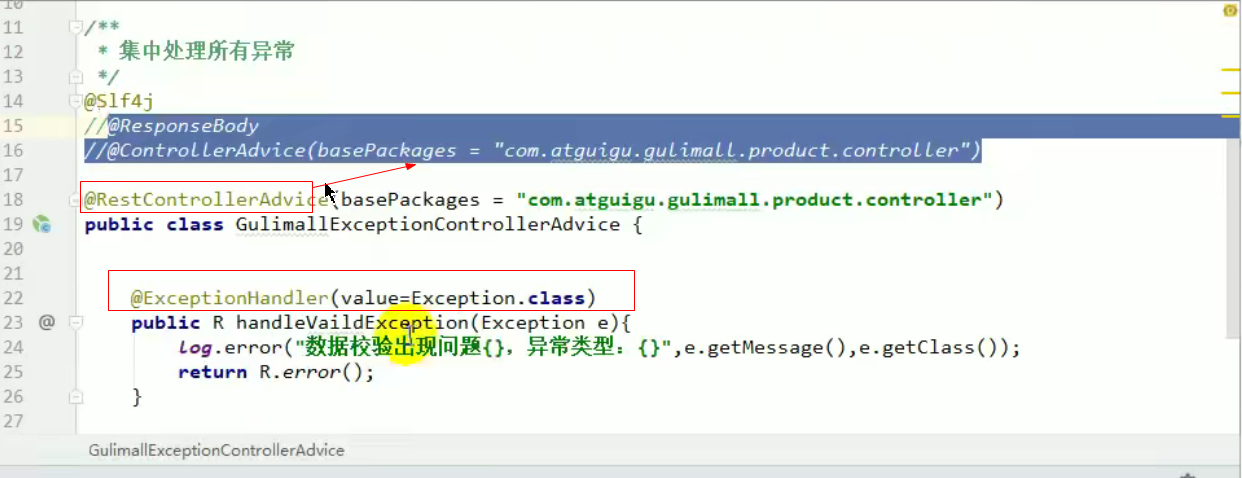 10
11 /**
12 * 集中处理所有异常
13 */
14 @Slf4j
15 //@ResponseBody
16 //@ControllerAdvice(basePackages = "com.atguigu.gulimall.product.controller")
17
18 @RestControllerAdvice(basePackages = "com.atguigu.gulimall.product.controller")
19 public class GulimallExceptionControllerAdvice {
20
21
22 @ExceptionHandler(value=Exception.class)
23 @ public R handleVaildException(Exception e){
24 log.error("数据校验出现问题{}，异常类型：{}",e.getMessage(),e.getClass());
25 return R.error();
26 }
27
GulimallExceptionControllerAdvice